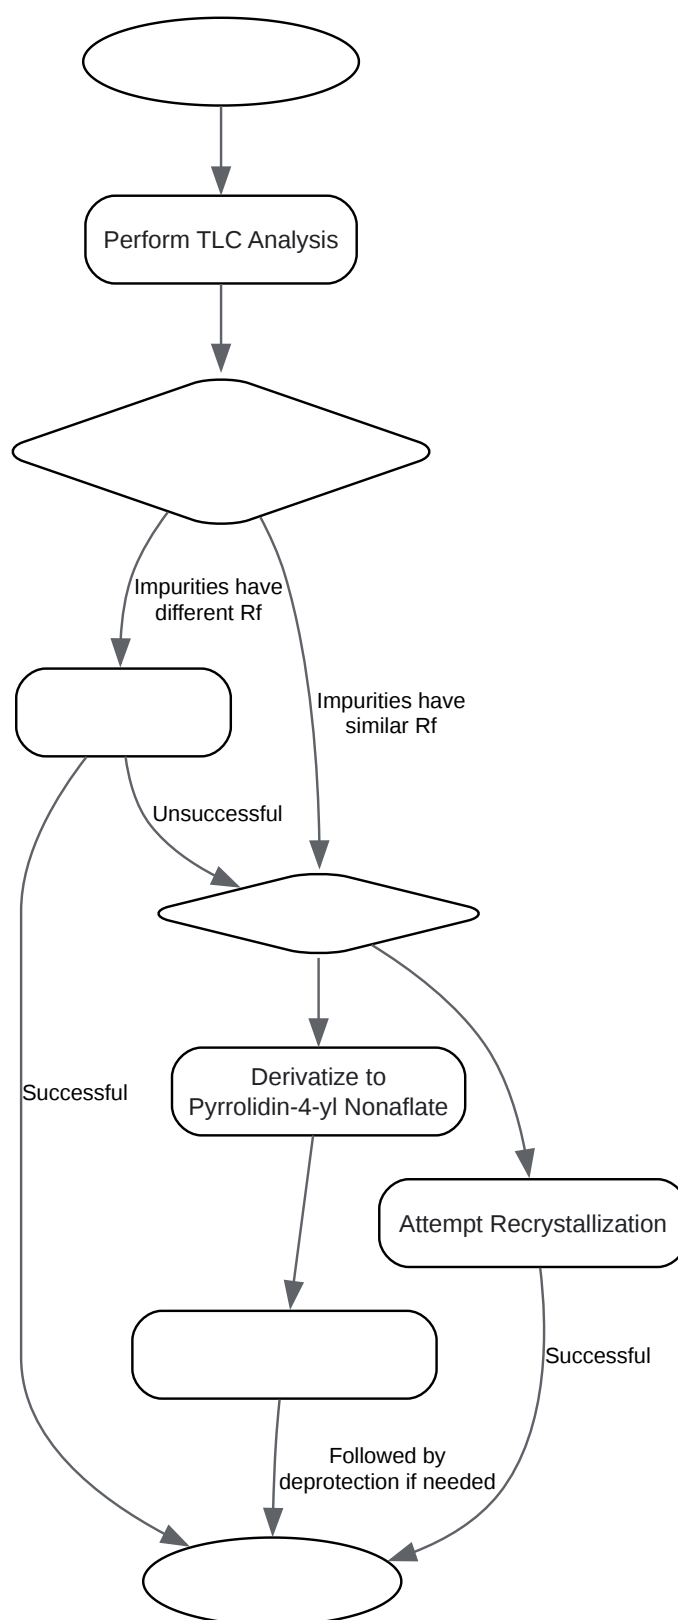 Perform TLC Analysis
Impurities have
different Rf
Impurities have
similar Rf
Unsuccessful
Successful
Derivatize to
Pyrrolidin-4-yl Nonaflate
Attempt Recrystallization
Successful
Followed by
deprotection if needed